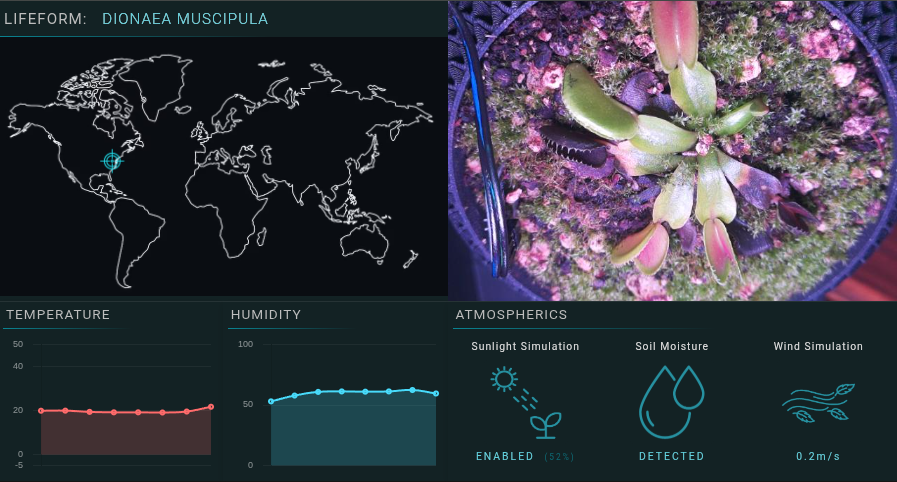 LIFEFORM: DIONAEA MUSCIPULA
TEMPERATURE
50
40
20
0
-5
HUMIDITY
100
50
0
ATMOSPHERICS
Sunlight Simulation
ENABLED (52%)
Soil Moisture
DETECTED
Wind Simulation
0.2m/s